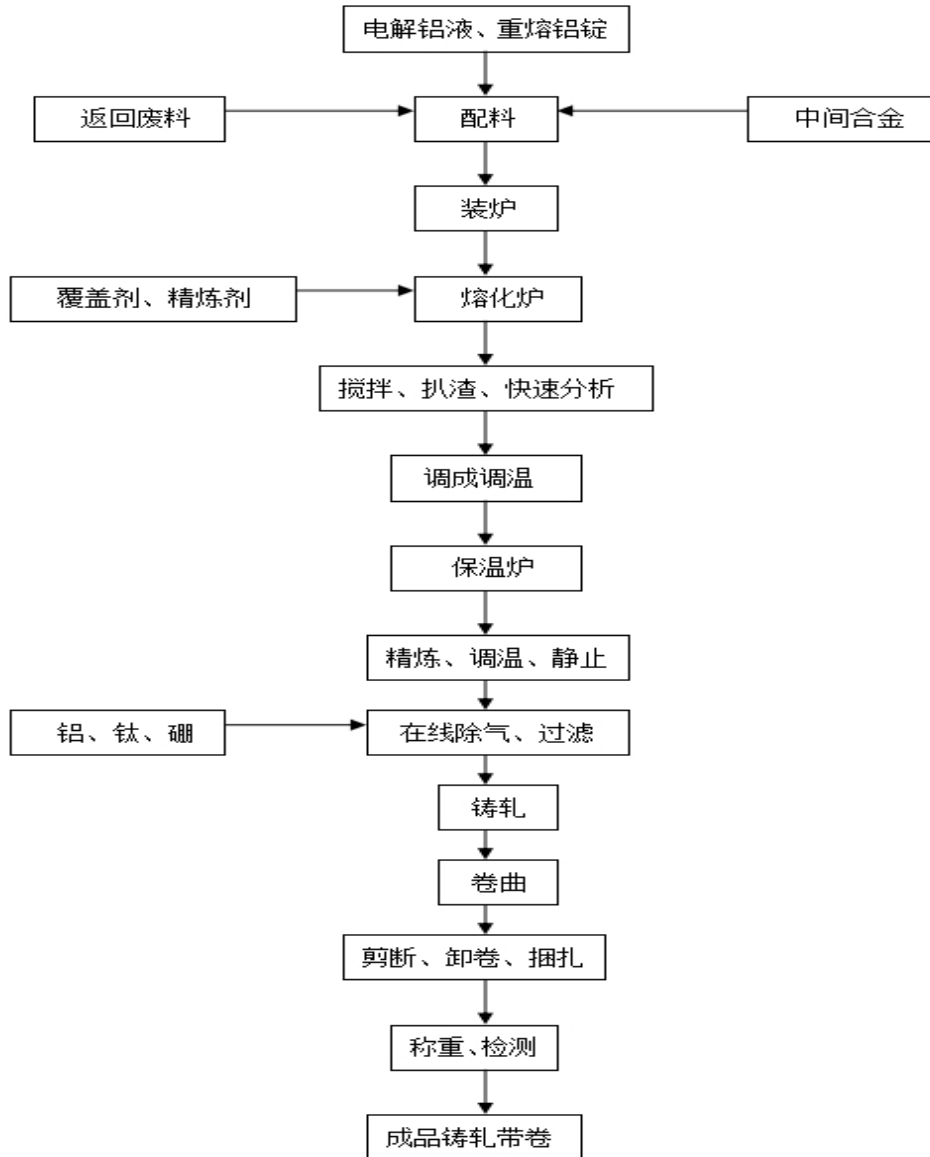 电解铝液、重熔铝锭
返回废料
配料
中间合金
装炉
覆盖剂、精炼剂
熔化炉
搅拌、扒渣、快速分析
调成调温
保温炉
精炼、调温、静止
铝、钛、硼
在线除气、过滤
铸轧
卷曲
剪断、卸卷、捆扎
称重、检测
成品铸轧带卷